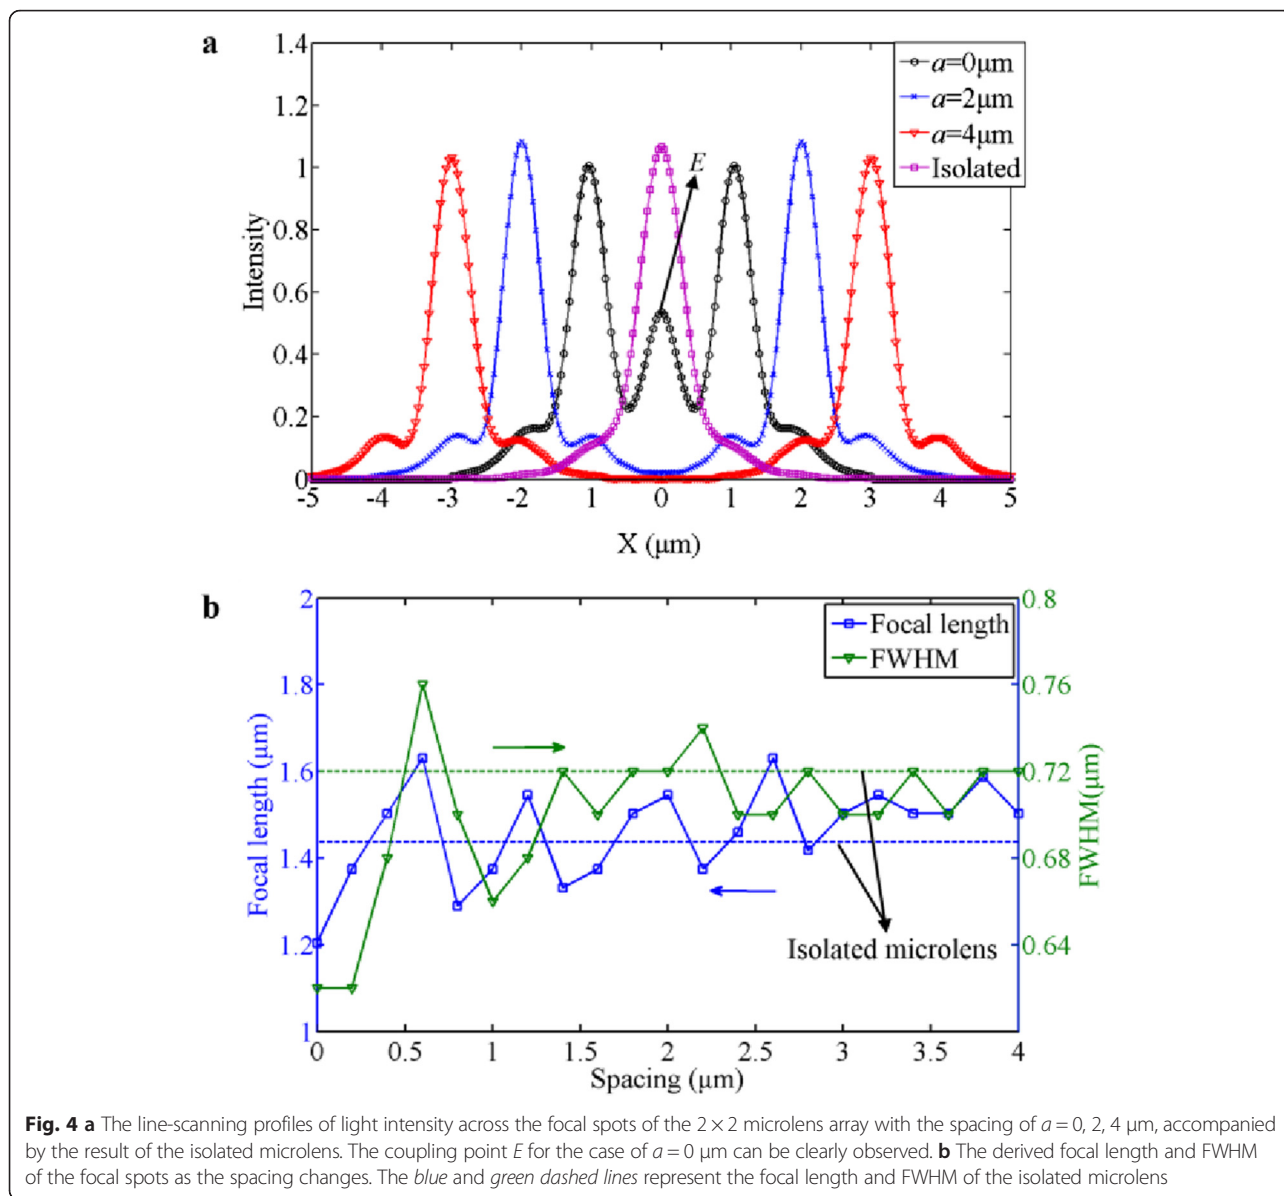 a
1.4
1.2
1
0.8
0.6
0.4
0.2
0
Intensity
a=0μm
a=2μm
a=4μm
Isolated
E
-5 -4 -3 -2 -1 0 1 2 3 4 5
X (μm)
b
2
1.8
1.6
1.4
1.2
1
Focal length (μm)
Focal length
FWHM
0.8
0.76
0.72
0.68
0.64
FWHM(μm)
Isolated microlens
0 0.5 1 1.5 2 2.5 3 3.5 4
Spacing (μm)
Fig. 4 a The line-scanning profiles of light intensity across the focal spots of the 2 × 2 microlens array with the spacing of a = 0, 2, 4 μm, accompanied
by the result of the isolated microlens. The coupling point E for the case of a = 0 μm can be clearly observed. b The derived focal length and FWHM
of the focal spots as the spacing changes. The blue and green dashed lines represent the focal length and FWHM of the isolated microlens